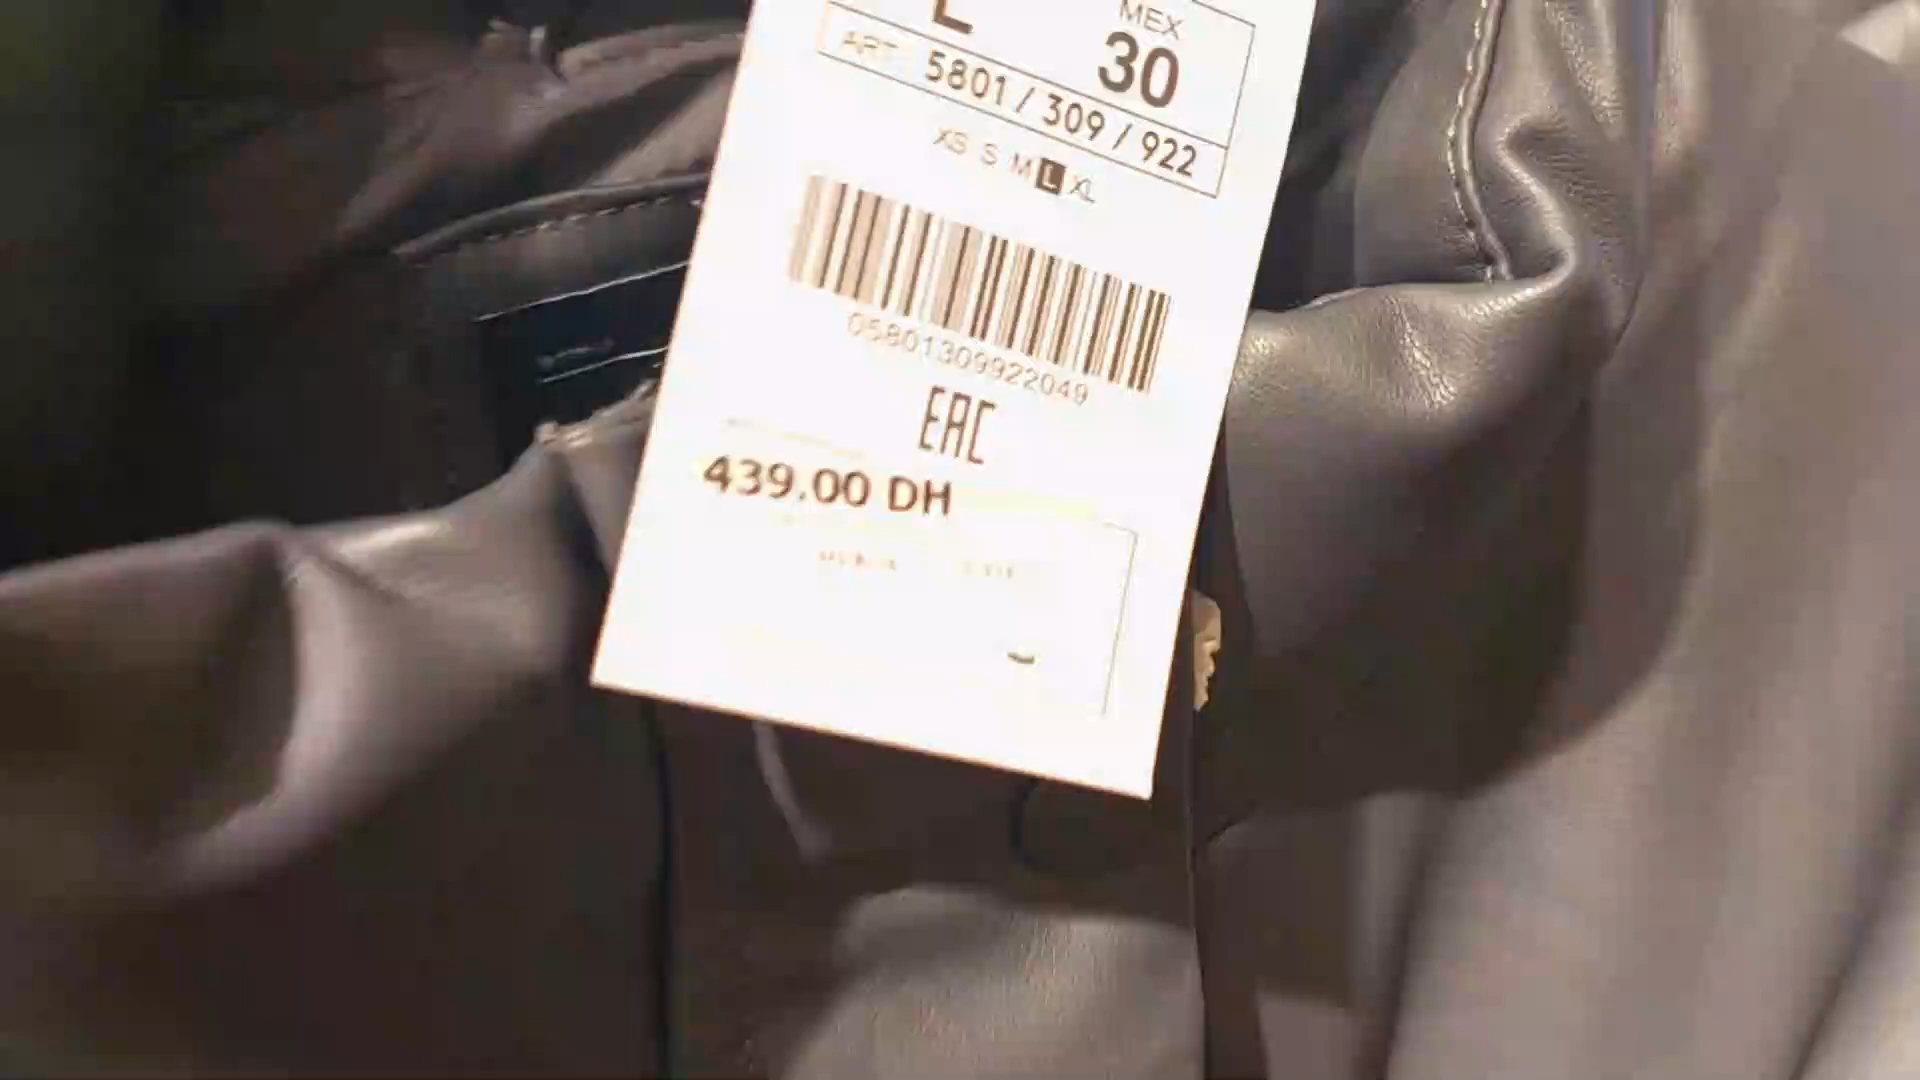 L MEX
30
ART 5801 / 309 / 922
XS S M L XL
05801309922049
EAC
439.00 DH